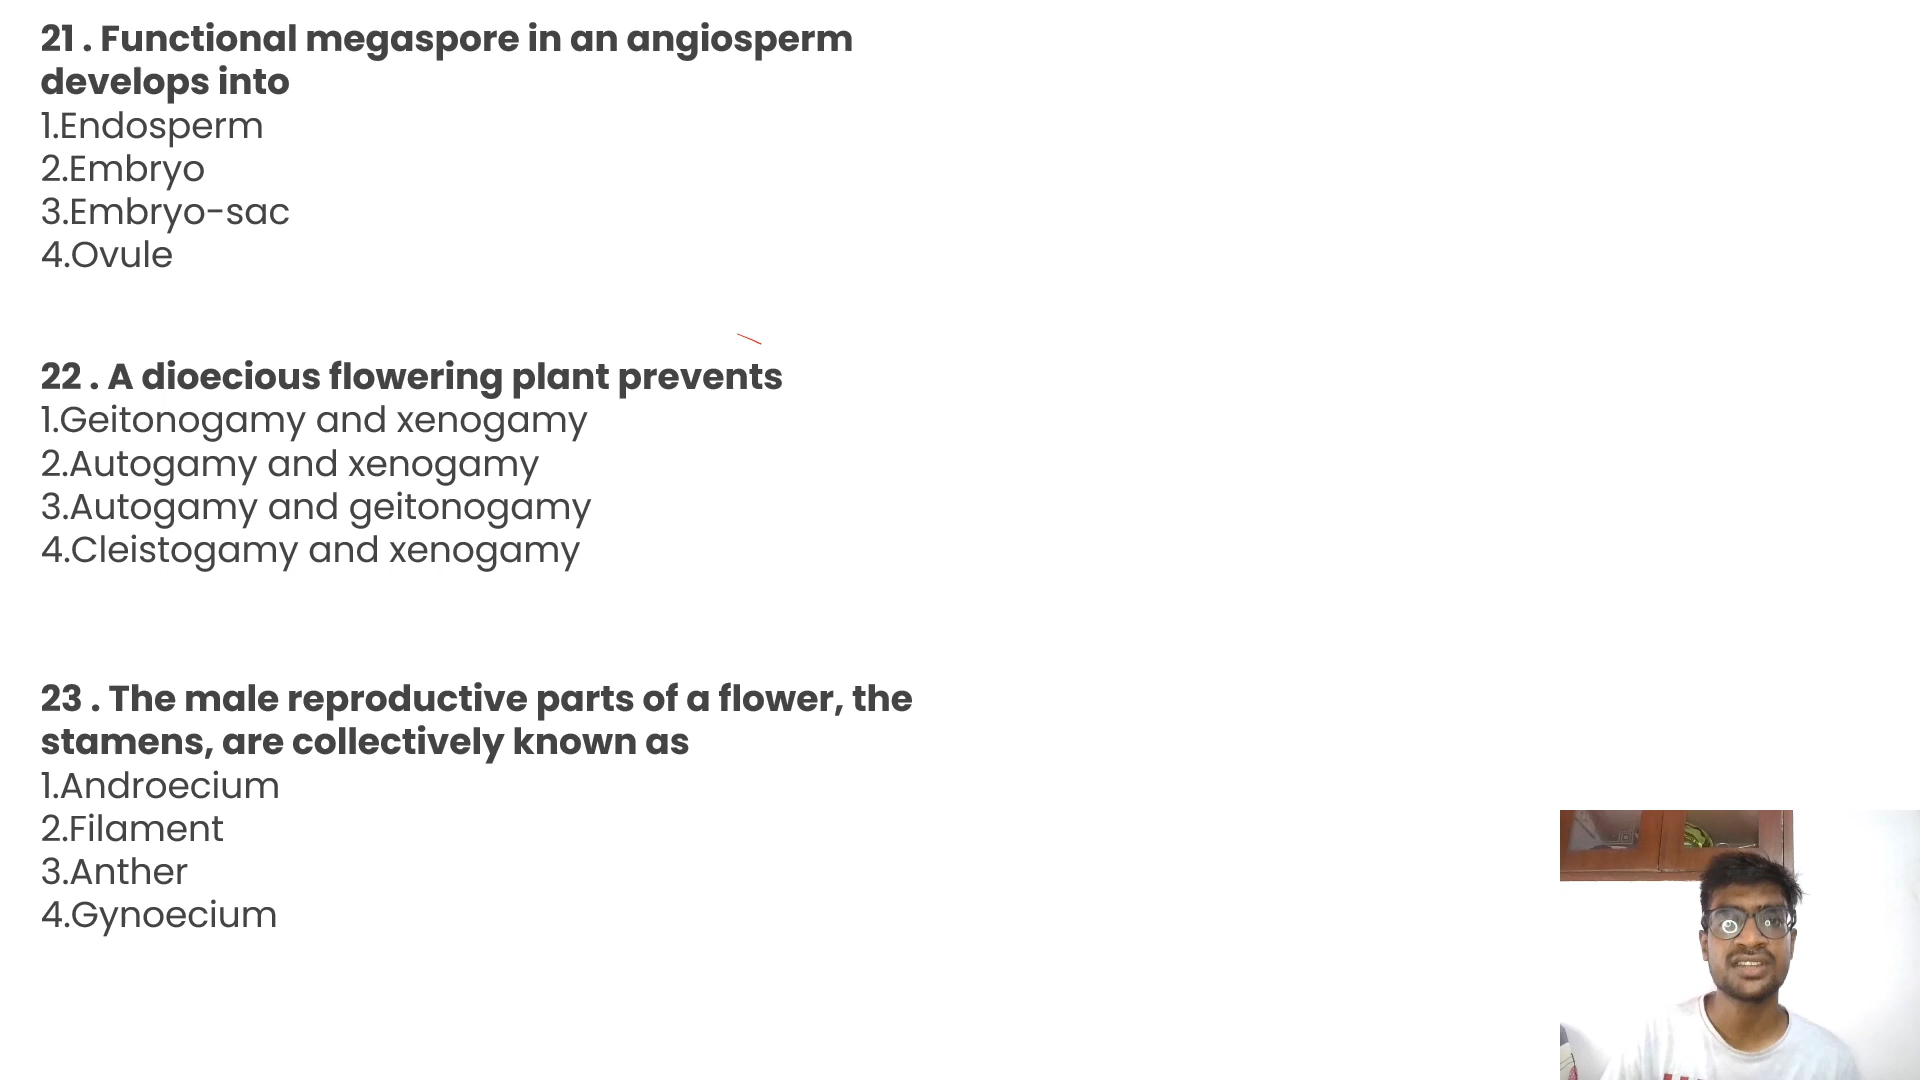 21 . Functional megaspore in an angiosperm
develops into
1.Endosperm
2.Embryo
3.Embryo-sac
4.Ovule
22 . A dioecious flowering plant prevents
1.Geitonogamy and xenogamy
2.Autogamy and xenogamy
3.Autogamy and geitonogamy
4.Cleistogamy and xenogamy
23 . The male reproductive parts of a flower, the
stamens, are collectively known as
1.Androecium
2.Filament
3.Anther
4.Gynoecium